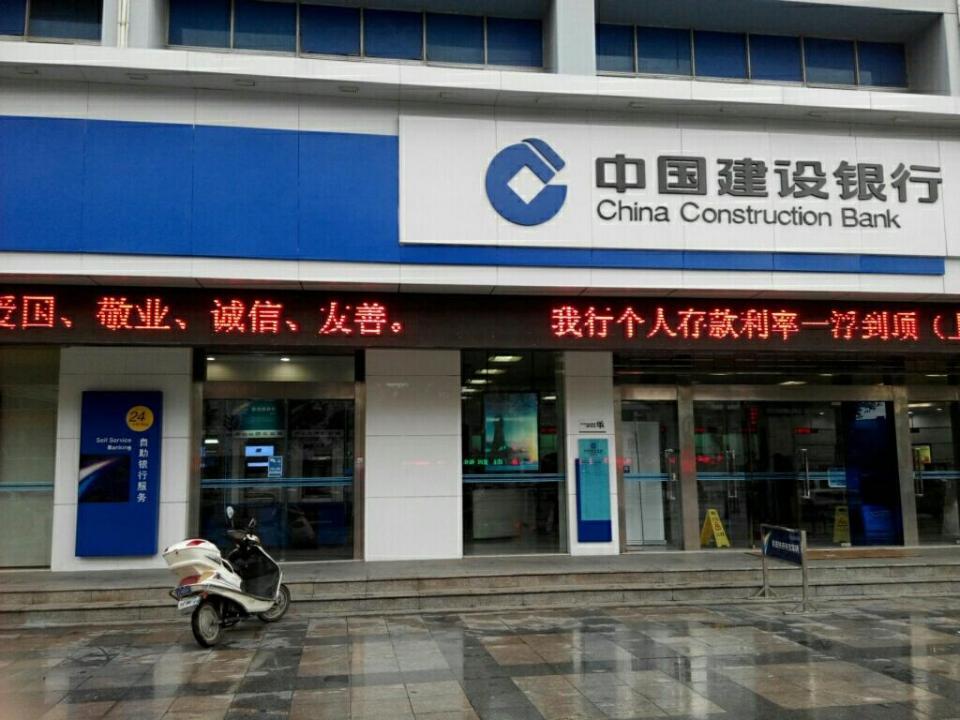 中国建设银行
China Construction Bank
爱国、敬业、诚信、友善。 我行个人存款利率一浮到顶（上
24
Self Service
Banking
自助银行服务